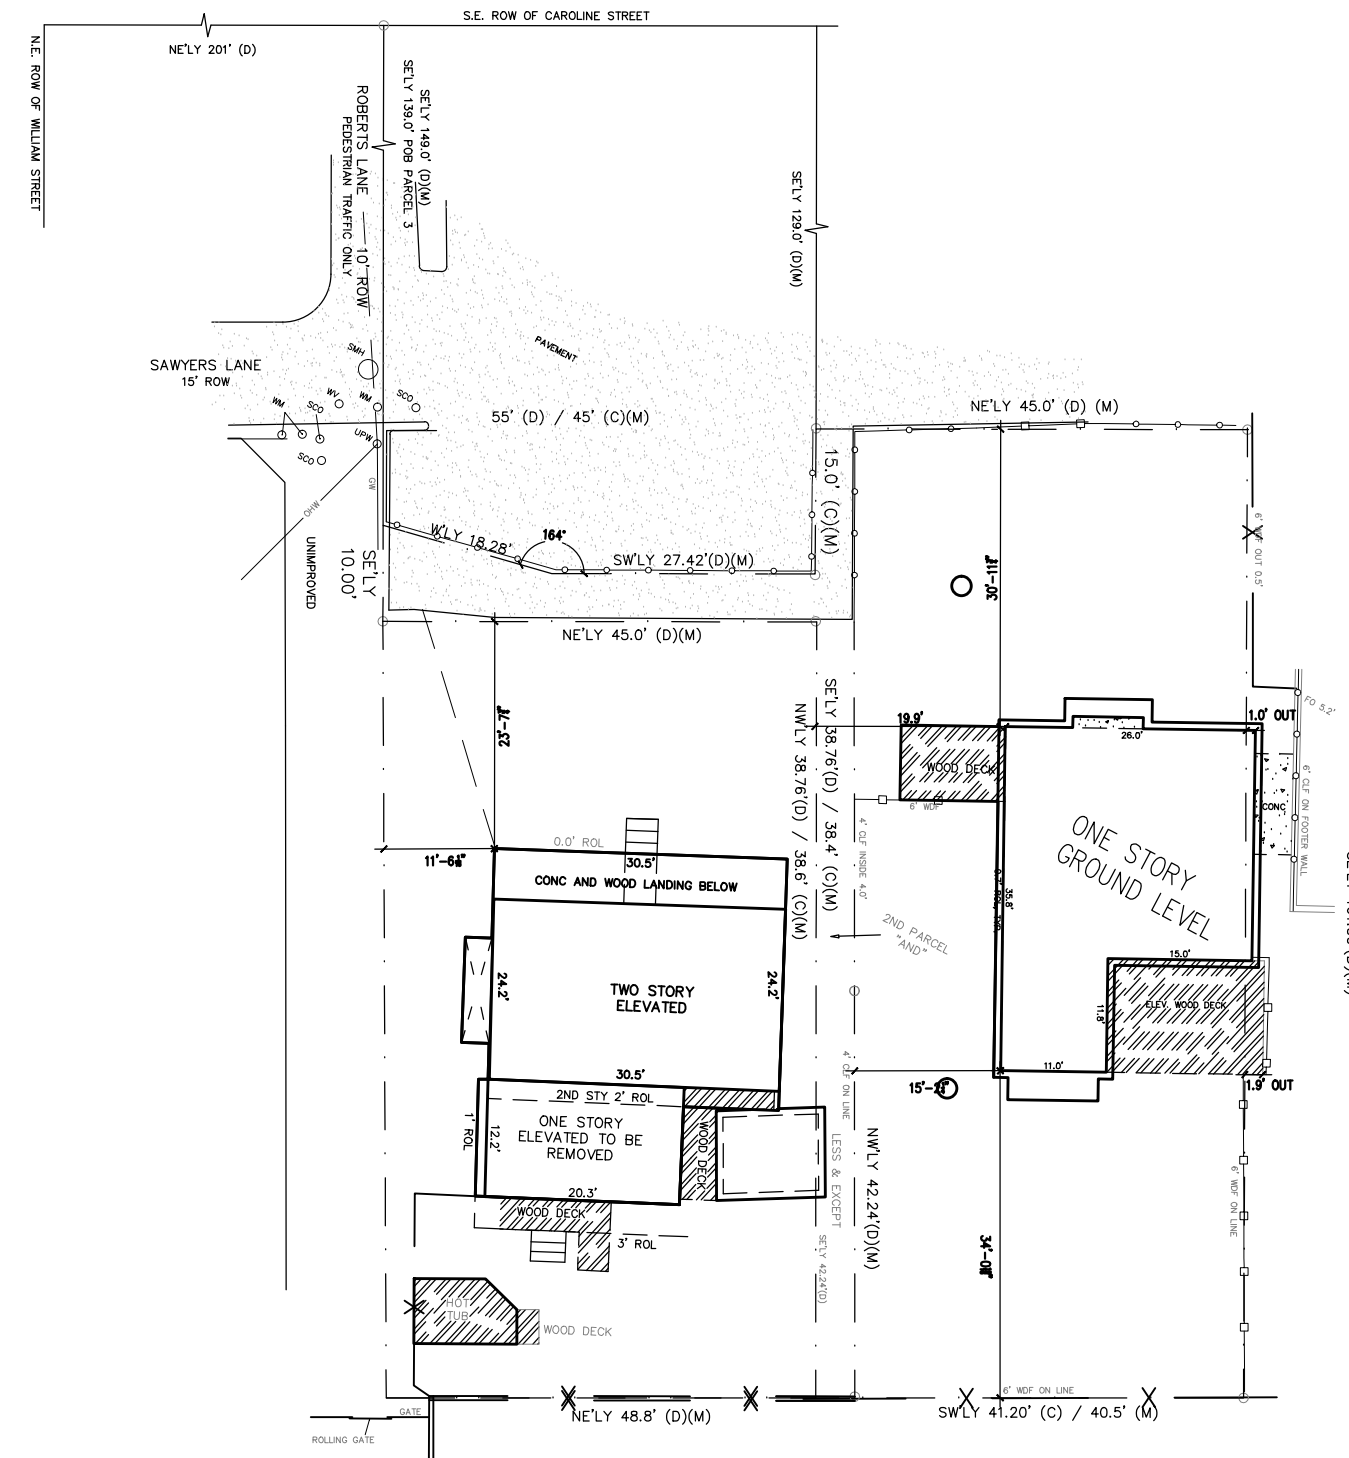 S.E. ROW OF CAROLINE STREET
NE'LY 201' (D)
N.E. ROW OF WILLIAM STREET
ROBERTS LANE 10' ROW
PEDESTRIAN TRAFFIC ONLY
SE'LY 149.0' (D)(M)
SE'LY 139.0' POB PARCEL 3
SE'LY 129.0' (D)(M)
PAVEMENT
SMH
SAWYERS LANE
15' ROW
WM
SCO
WV
WM
SCO
UPW
SCO
OHW
GW
55' (D) / 45' (C)(M)
NE'LY 45.0' (D) (M)
15.0' (C)(M)
W'LY 18.28'
164°
SW'LY 27.42'(D)(M)
UNIMPROVED
SE'LY
10.00'
NE'LY 45.0' (D)(M)
6' WDF OUT 0.5'
FO 5.2'
6' CLF ON FOOTER WALL
19.9'
1.0' OUT
26.0'
WOOD DECK
6' WDF
CONC
ONE STORY
GROUND LEVEL
35.8'
SE'LY 38.76'(D) / 38.4' (C)(M)
NW'LY 38.76'(D) / 38.6' (C)(M)
4' CLF INSIDE 4.0'
2ND PARCEL
"AND"
0.0' ROL
30.5'
CONC AND WOOD LANDING BELOW
24.2'
24.2'
TWO STORY
ELEVATED
30.5'
15.0'
ELEV. WOOD DECK
11.8'
11.0'
1.9' OUT
2ND STY 2' ROL
ONE STORY
ELEVATED TO BE
REMOVED
1' ROL
12.2'
WOOD DECK
20.3'
WOOD DECK
3' ROL
4' CLF ON LINE
LESS & EXCEPT
NW'LY 42.24'(D)(M)
SE'LY 42.24'(D)
6' WDF ON LINE
HOT
TUB
WOOD DECK
6' WDF ON LINE
NE'LY 48.8' (D)(M)
SW'LY 41.20' (C) / 40.5' (M)
GATE
ROLLING GATE